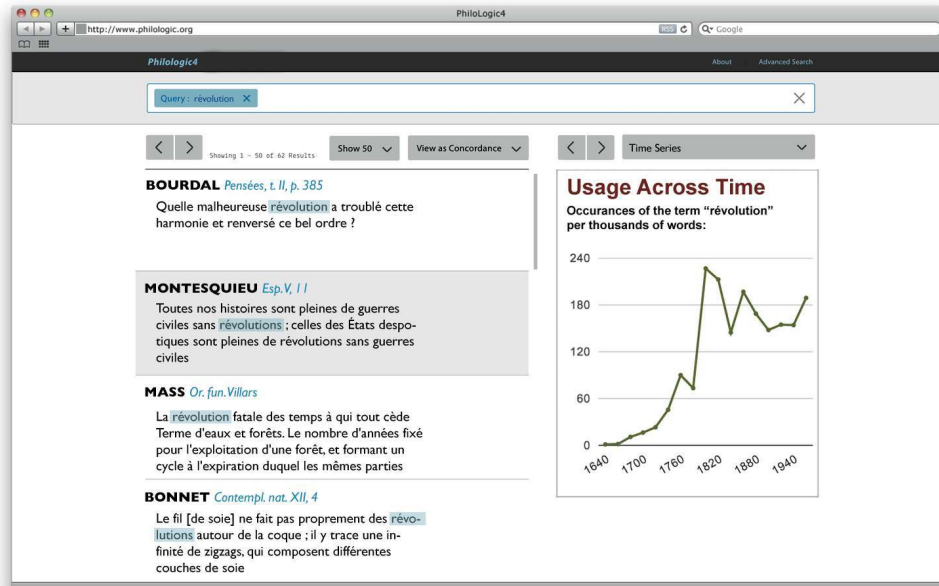 PhiloLogic4
http://www.philologic.org
RSS
Google
Philologic4
About
Advanced Search
Query : révolution
Showing 1 - 50 of 62 Results
Show 50
View as Concordance
Time Series
BOURDAL Pensées, t. II, p. 385
Quelle malheureuse révolution a troublé cette
harmonie et renversé ce bel ordre ?
MONTESQUIEU Esp. V, 11
Toutes nos histoires sont pleines de guerres
civiles sans révolutions ; celles des États despo-
tiques sont pleines de révolutions sans guerres
civiles
MASS Or. fun. Villars
La révolution fatale des temps à qui tout cède
Terme d'eaux et forêts. Le nombre d'années fixé
pour l'exploitation d'une forêt, et formant un
cycle à l'expiration duquel les mêmes parties
BONNET Contempl. nat. XII, 4
Le fil [de soie] ne fait pas proprement des révo-
lutions autour de la coque ; il y trace une in-
finité de zigzags, qui composent différentes
couches de soie
Usage Across Time
Occurances of the term “révolution”
per thousands of words:
240
180
120
60
0
1640 1700 1760 1820 1880 1940